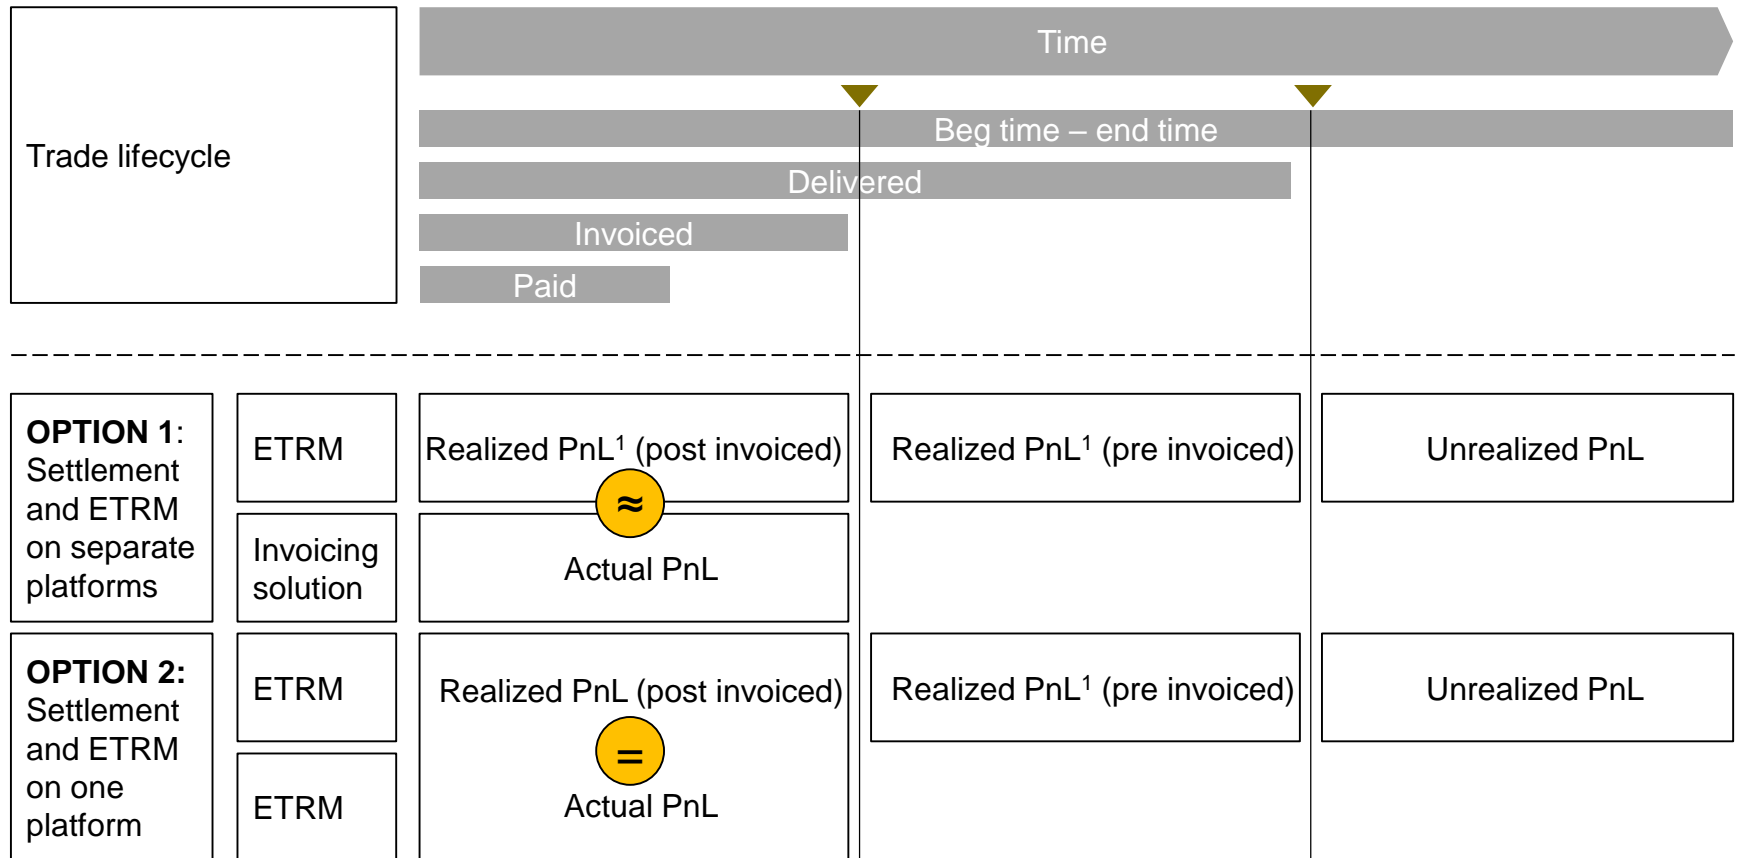 Time
Trade lifecycle
Beg time – end time
Delivered
Invoiced
Paid
OPTION 1:
Settlement
and ETRM
on separate
platforms
ETRM
Realized PnL¹ (post invoiced)
Realized PnL¹ (pre invoiced)
Unrealized PnL
≈
Invoicing
solution
Actual PnL
OPTION 2:
Settlement
and ETRM
on one
platform
ETRM
Realized PnL (post invoiced)
Realized PnL¹ (pre invoiced)
Unrealized PnL
=
ETRM
Actual PnL